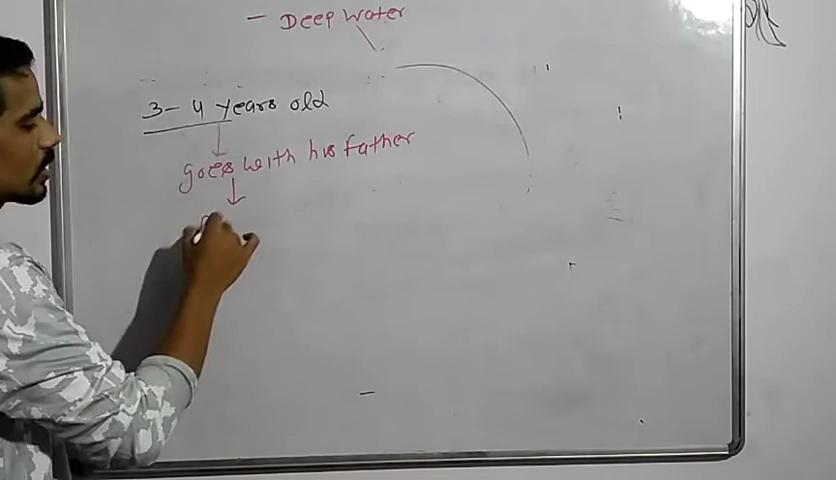 - Deep Water
3-4 years old
goes with his father